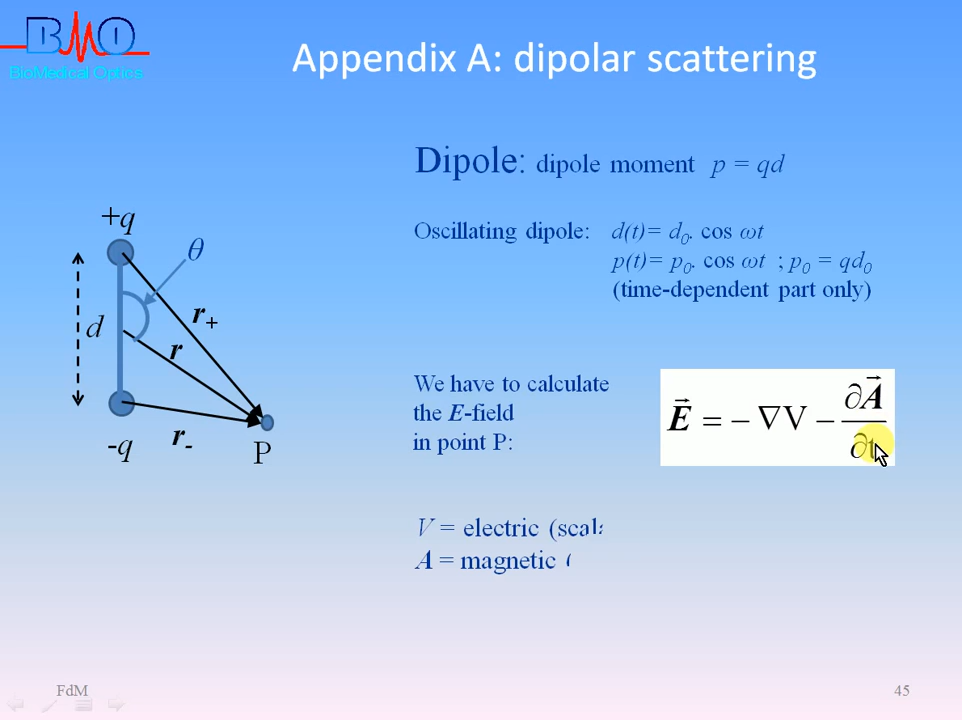 BMO
BioMedical Optics
Appendix A: dipolar scattering
Dipole: dipole moment p = qd
Oscillating dipole: d(t)= d₀. cos ωt
p(t)= p₀. cos ωt ; p₀ = qd₀
(time-dependent part only)
+q
θ
d
r₊
r
r₋
-q
P
We have to calculate
the E-field
in point P:
E⃗ = − ∇V − ∂A⃗/∂t
V = electric
A = magnetic (
FdM
45